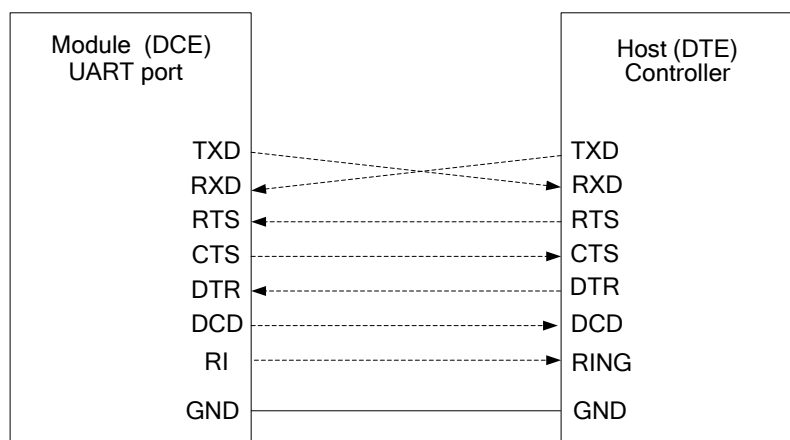 Module (DCE)
UART port
TXD
RXD
RTS
CTS
DTR
DCD
RI
GND
Host (DTE)
Controller
TXD
RXD
RTS
CTS
DTR
DCD
RING
GND